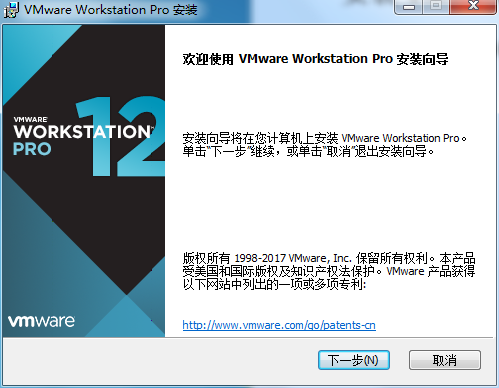 VMware Workstation Pro 安装
欢迎使用 VMware Workstation Pro 安装向导
VMWARE
WORKSTATION
PRO
12
安装向导将在您计算机上安装 VMware Workstation Pro。
单击“下一步”继续，或单击“取消”退出安装向导。
版权所有 1998-2017 VMware, Inc. 保留所有权利。本产品
受美国和国际版权及知识产权法保护。VMware 产品获得
以下网站中列出的一项或多项专利:
http://www.vmware.com/go/patents-cn
vmware
下一步(N)
取消